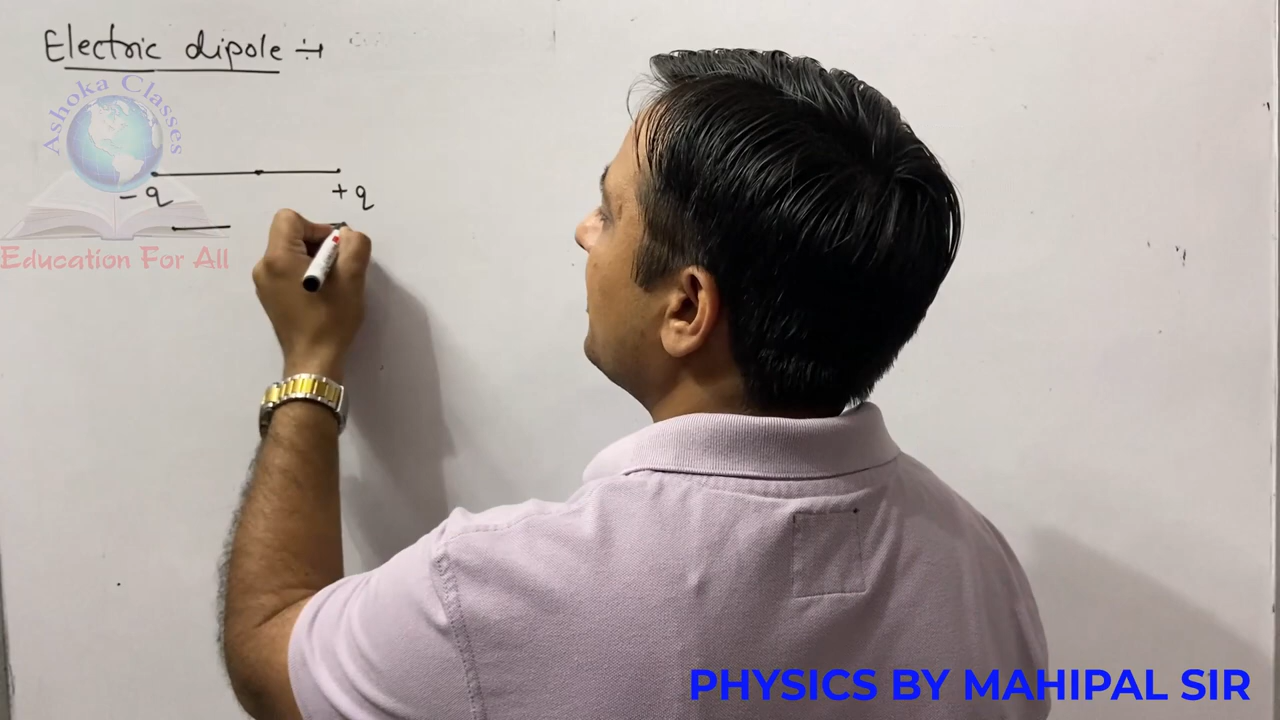 Electric dipole :-
Ashoka Classes
- q
+ q
Education For All
PHYSICS BY MAHIPAL SIR